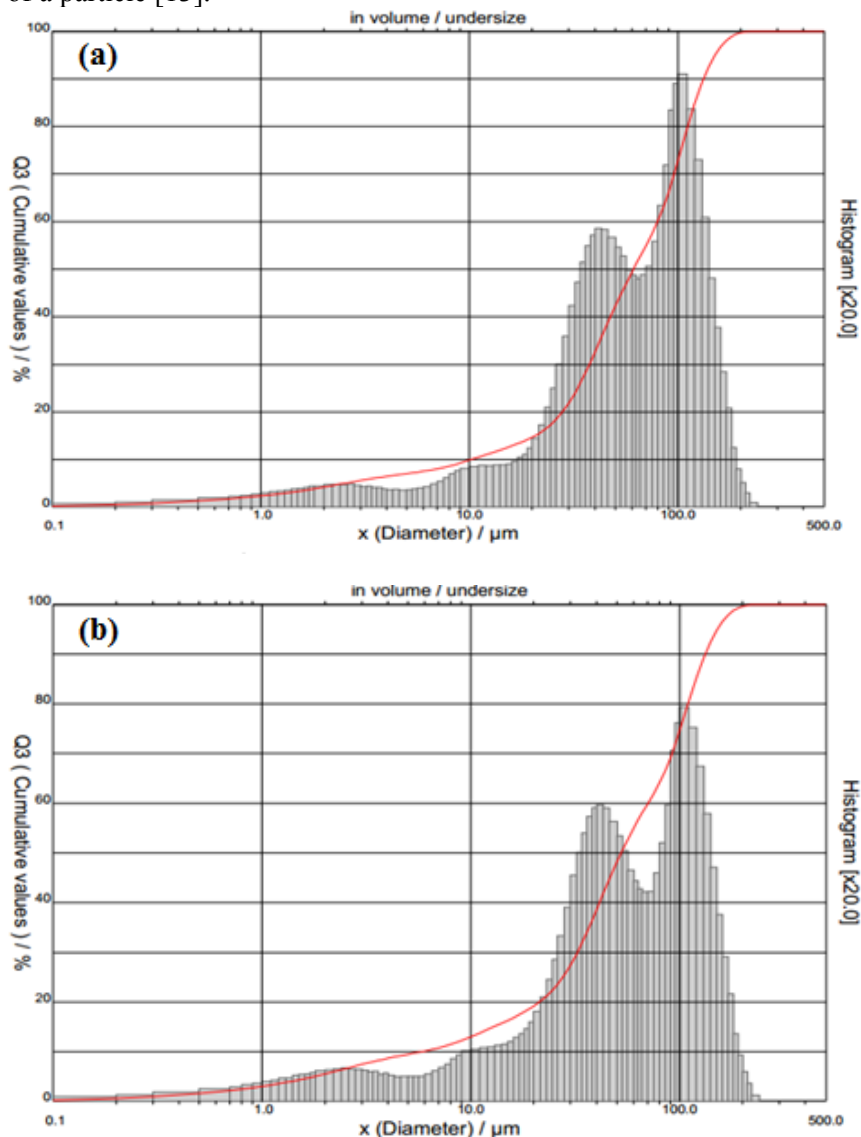 of a particle [15].
in volume / undersize
(a)
100
80
60
40
20
0
Q3 ( Cumulative values ) / %
Histogram [x20.0]
0.1
1.0
10.0
100.0
500.0
x (Diameter) / µm
in volume / undersize
(b)
100
80
60
40
20
0
Q3 ( Cumulative values ) / %
Histogram [x20.0]
0.1
1.0
10.0
100.0
500.0
x (Diameter) / µm